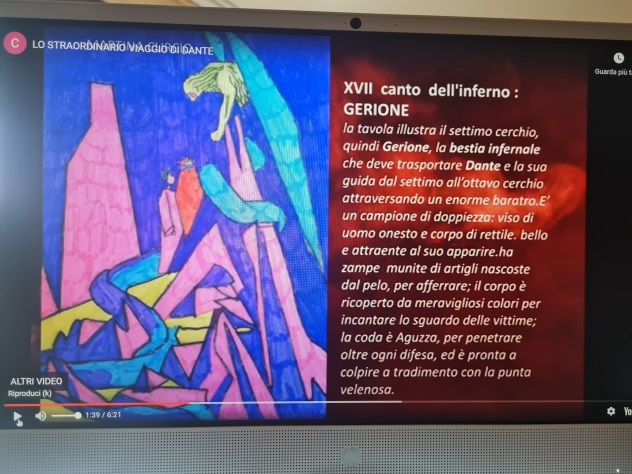 C LO STRAORDINARIO VIAGGIO DI DANTE
Guarda più t
XVII canto dell'inferno :
GERIONE
la tavola illustra il settimo cerchio,
quindi Gerione, la bestia infernale
che deve trasportare Dante e la sua
guida dal settimo all'ottavo cerchio
attraversando un enorme baratro.E'
un campione di doppiezza: viso di
uomo onesto e corpo di rettile. bello
e attraente al suo apparire.ha
zampe munite di artigli nascoste
dal pelo, per afferrare; il corpo è
ricoperto da meravigliosi colori per
incantare lo sguardo delle vittime;
la coda è Aguzza, per penetrare
oltre ogni difesa, ed è pronta a
colpire a tradimento con la punta
velenosa.
ALTRI VIDEO
Riproduci (k)
1:39 / 6:21
You